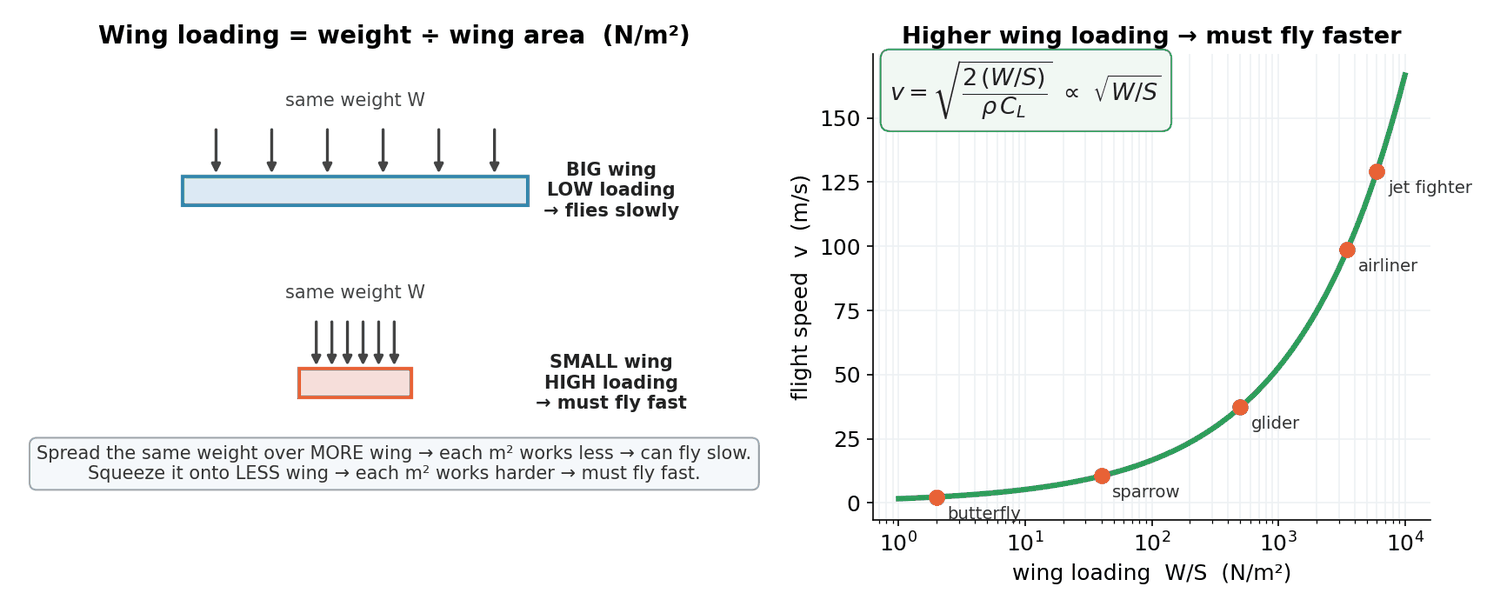 Wing loading = weight ÷ wing area (N/m²)
same weight W
BIG wing
LOW loading
→ flies slowly
same weight W
SMALL wing
HIGH loading
→ must fly fast
Spread the same weight over MORE wing → each m² works less → can fly slow.
Squeeze it onto LESS wing → each m² works harder → must fly fast.
Higher wing loading → must fly faster
v = √(2 (W/S) / ρ C_L) ∝ √(W/S)
150
125
100
75
50
25
0
flight speed v (m/s)
jet fighter
airliner
glider
sparrow
butterfly
10⁰ 10¹ 10² 10³ 10⁴
wing loading W/S (N/m²)